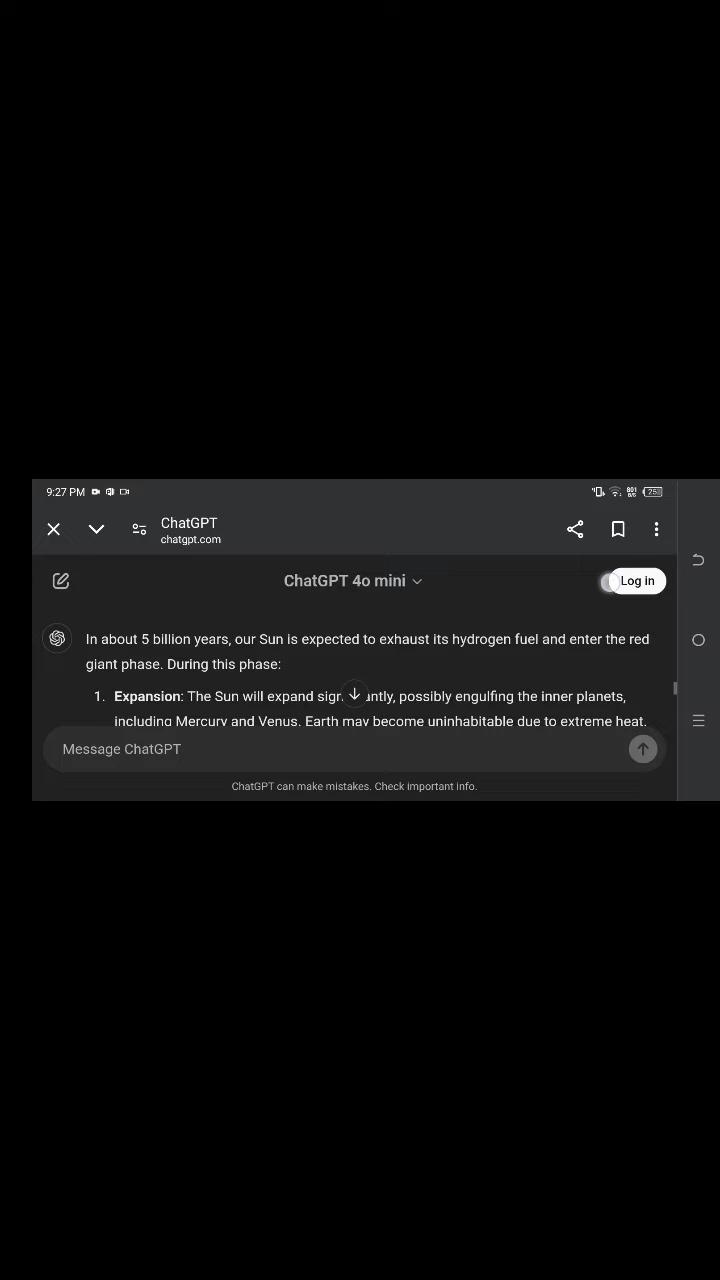 9:27 PM
801 B/S 25
ChatGPT
chatgpt.com
ChatGPT 4o mini
Log in
In about 5 billion years, our Sun is expected to exhaust its hydrogen fuel and enter the red
giant phase. During this phase:
1. Expansion: The Sun will expand possibly engulfing the inner planets,
including Mercury and Venus. Earth may become uninhabitable due to extreme heat.
Message ChatGPT
ChatGPT can make mistakes. Check important info.